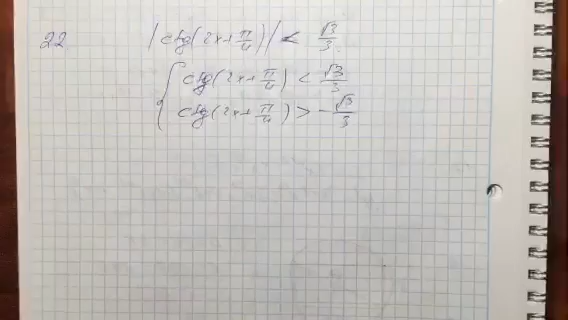 22 |ctg(2x+π/4)| < √3/3
{ ctg(2x+π/4) < √3/3
ctg(2x+π/4) > -√3/3